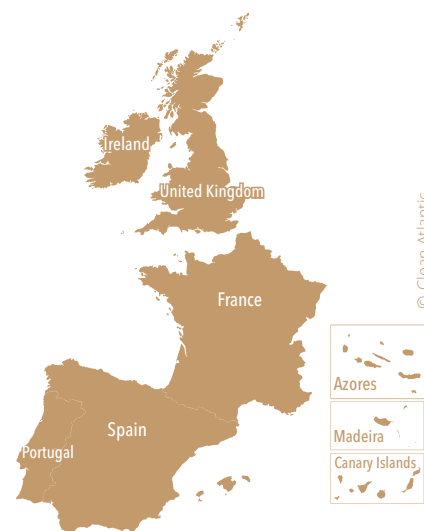 Ireland
United Kingdom
© Clean Atlantic
France
Azores
Spain
Madeira
Portugal
Canary Islands